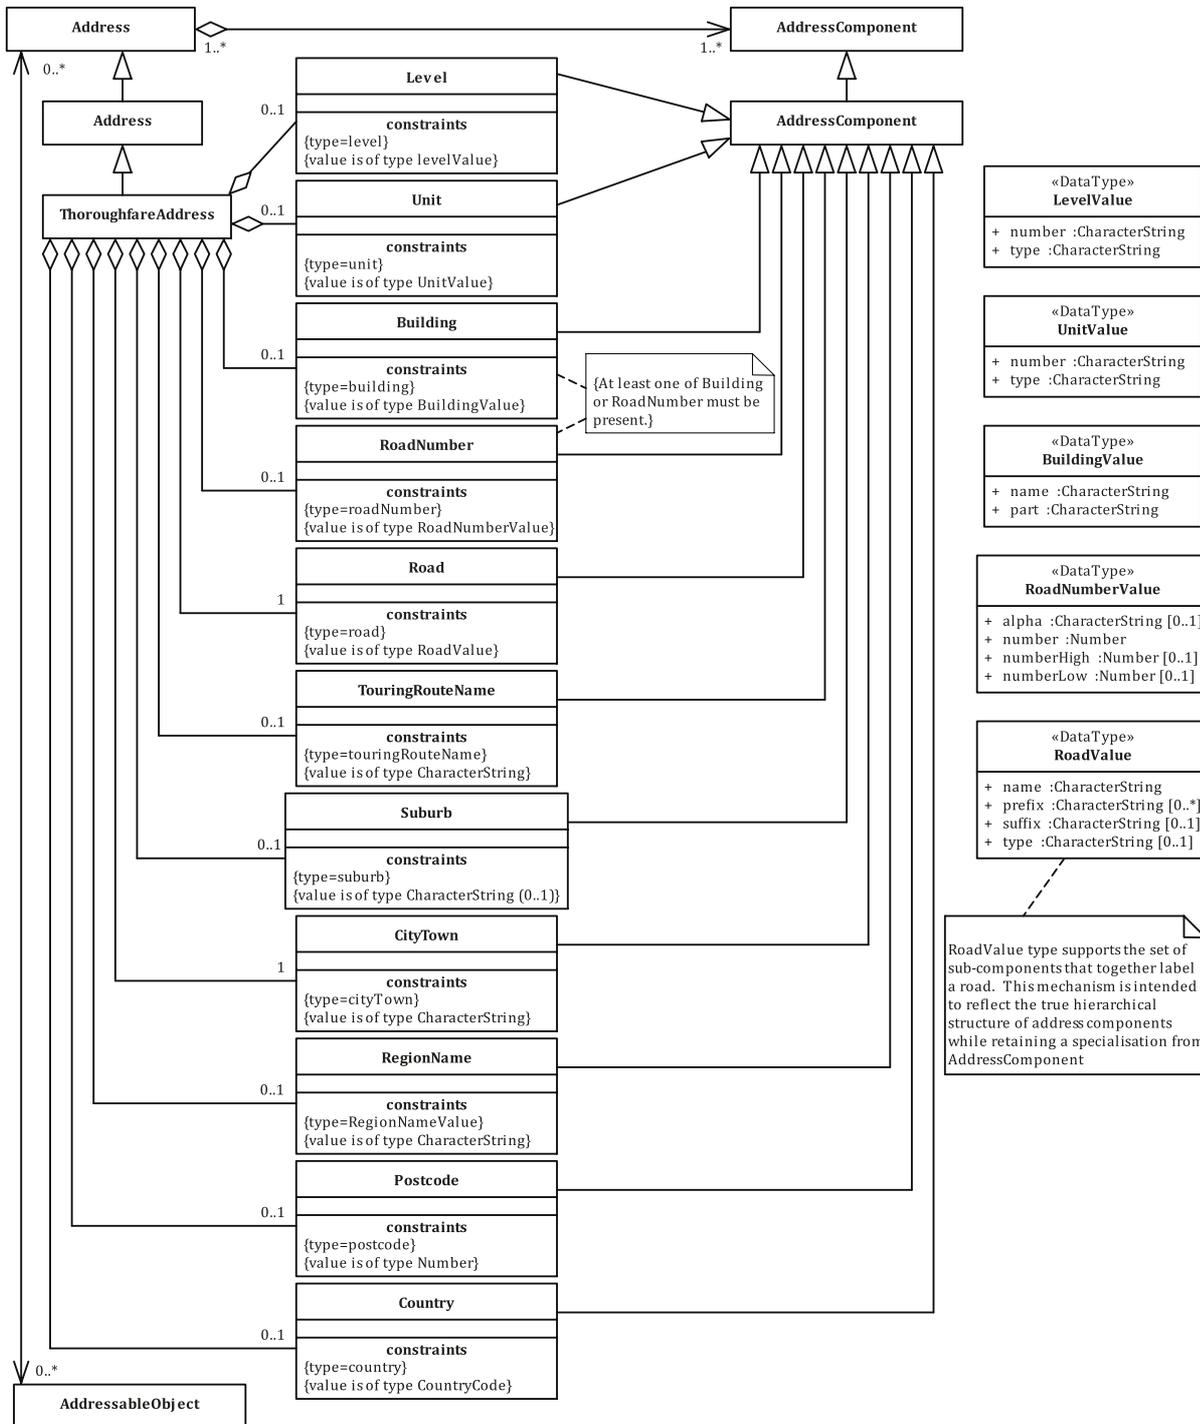 Address
AddressComponent
1..*
1..*
0..*
Address
AddressComponent
ThoroughfareAddress
0..1
Level
constraints
{type=level}
{value is of type levelValue}
0..1
Unit
constraints
{type=unit}
{value is of type UnitValue}
0..1
Building
constraints
{type=building}
{value is of type BuildingValue}
{At least one of Building
or RoadNumber must be
present.}
0..1
RoadNumber
constraints
{type=roadNumber}
{value is of type RoadNumberValue}
1
Road
constraints
{type=road}
{value is of type RoadValue}
0..1
TouringRouteName
constraints
{type=touringRouteName}
{value is of type CharacterString}
0..1
Suburb
constraints
{type=suburb}
{value is of type CharacterString (0..1)}
1
CityTown
constraints
{type=cityTown}
{value is of type CharacterString}
0..1
RegionName
constraints
{type=RegionNameValue}
{value is of type CharacterString}
0..1
Postcode
constraints
{type=postcode}
{value is of type Number}
0..1
Country
constraints
{type=country}
{value is of type CountryCode}
0..*
AddressableObject
«DataType»
LevelValue
+ number :CharacterString
+ type :CharacterString
«DataType»
UnitValue
+ number :CharacterString
+ type :CharacterString
«DataType»
BuildingValue
+ name :CharacterString
+ part :CharacterString
«DataType»
RoadNumberValue
+ alpha :CharacterString [0..1]
+ number :Number
+ numberHigh :Number [0..1]
+ numberLow :Number [0..1]
«DataType»
RoadValue
+ name :CharacterString
+ prefix :CharacterString [0..*]
+ suffix :CharacterString [0..1]
+ type :CharacterString [0..1]
RoadValue type supports the set of
sub-components that together label
a road. This mechanism is intended
to reflect the true hierarchical
structure of address components
while retaining a specialisation from
AddressComponent